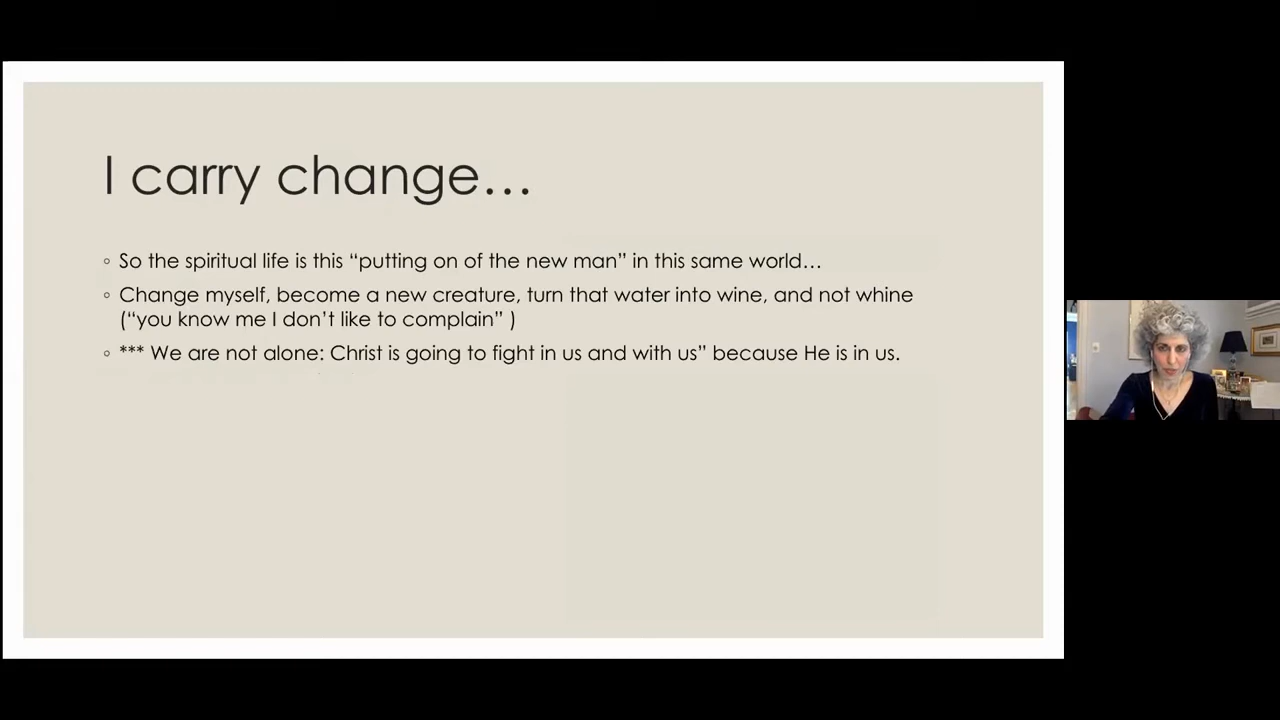 I carry change…
So the spiritual life is this “putting on of the new man” in this same world…
Change myself, become a new creature, turn that water into wine, and not whine
(“you know me I don’t like to complain” )
*** We are not alone: Christ is going to fight in us and with us” because He is in us.